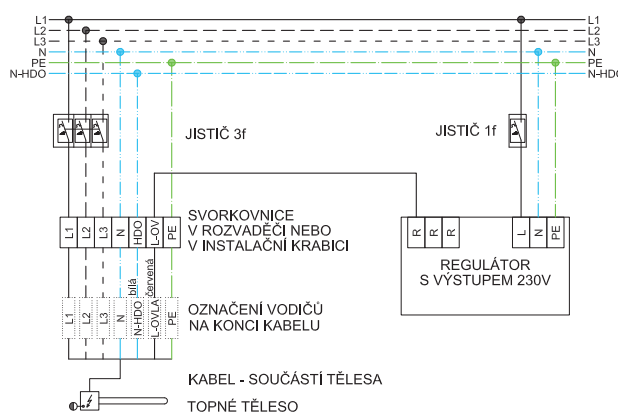 L1 L1
L2 L2
L3 L3
N N
PE PE
N-HDO N-HDO
JISTIČ 3f
JISTIČ 1f
L1 L2 L3 N HDO L-OV PE
SVORKOVNICE
V ROZVADĚČI NEBO
V INSTALAČNÍ KRABICI
R R R L N PE
REGULÁTOR
S VÝSTUPEM 230V
bílá
červená
L1 L2 L3 N N-HDO L-OVLA PE
OZNAČENÍ VODIČŮ
NA KONCI KABELU
KABEL - SOUČÁSTÍ TĚLESA
TOPNÉ TĚLESO